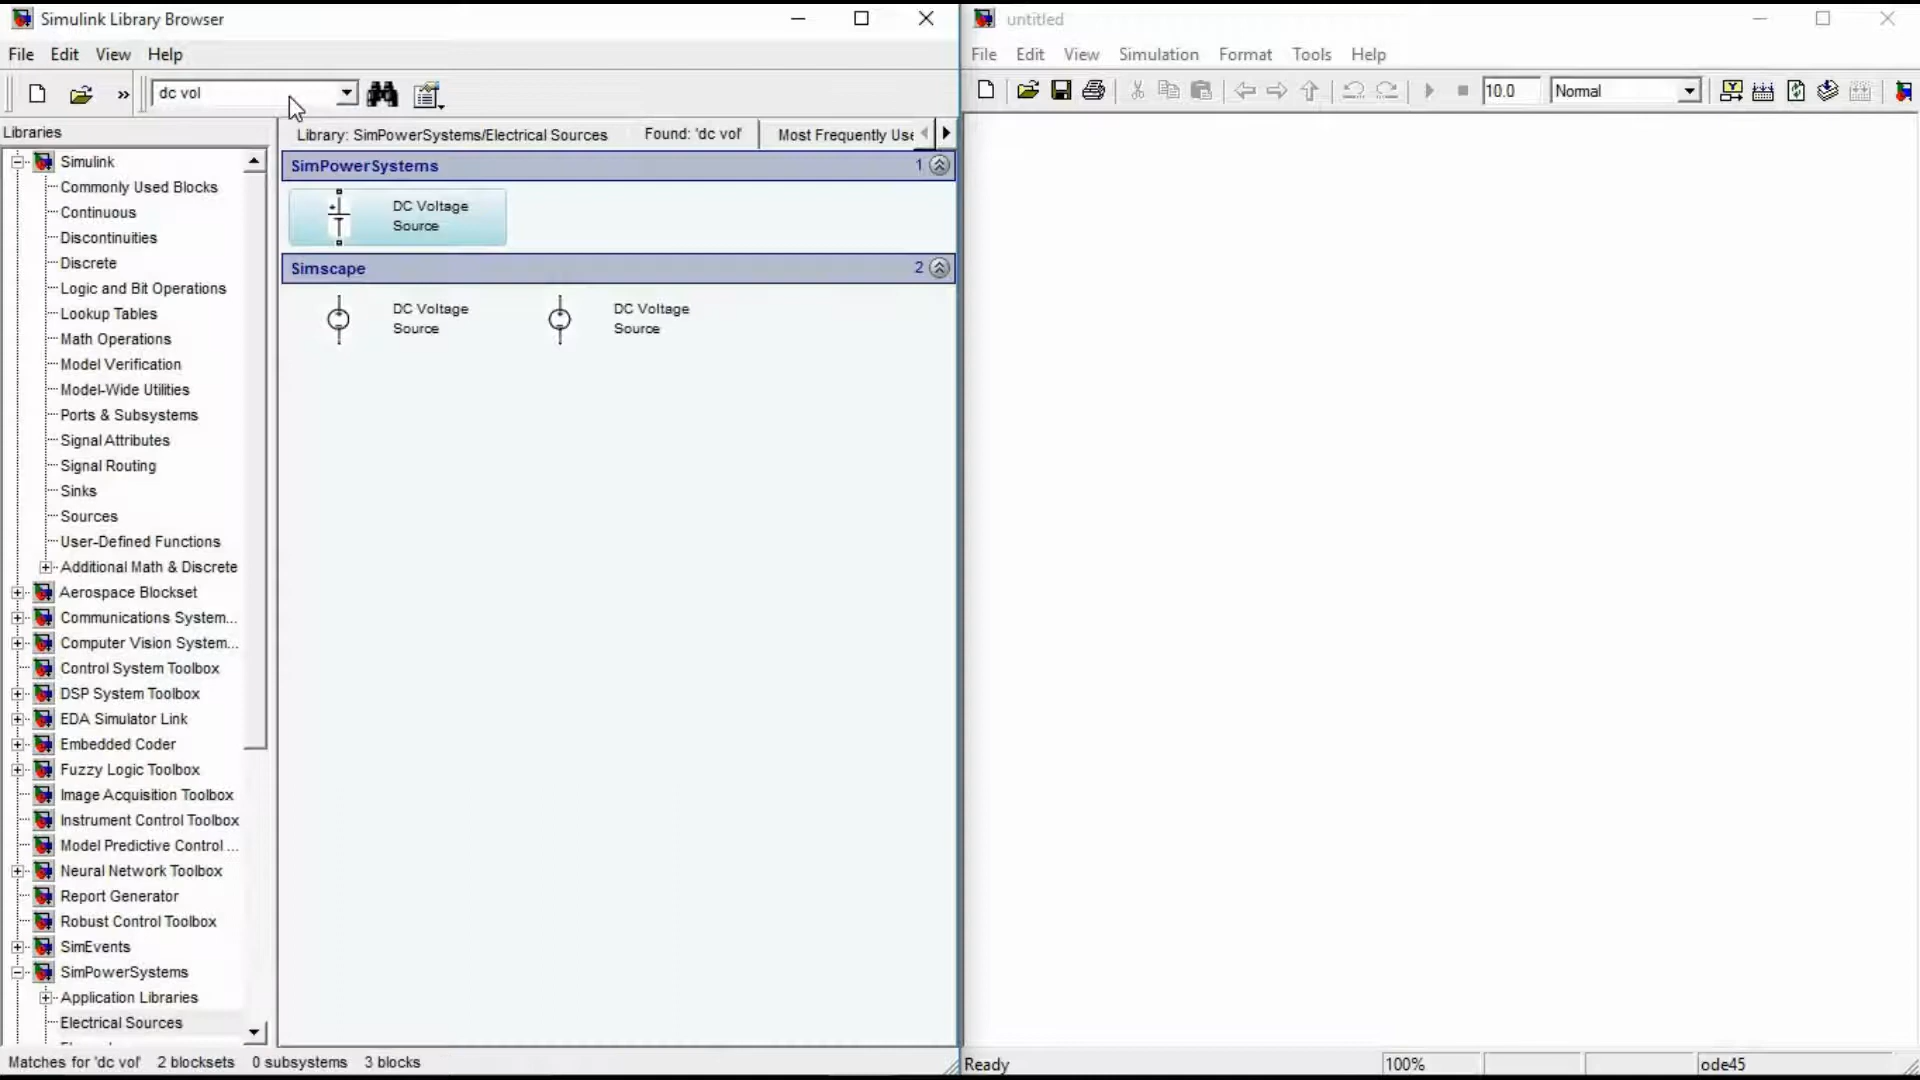 Simulink Library Browser
File Edit View Help
» dc vol
Libraries
Simulink
Commonly Used Blocks
Continuous
Discontinuities
Discrete
Logic and Bit Operations
Lookup Tables
Math Operations
Model Verification
Model-Wide Utilities
Ports & Subsystems
Signal Attributes
Signal Routing
Sinks
Sources
User-Defined Functions
Additional Math & Discrete
Aerospace Blockset
Communications System...
Computer Vision System...
Control System Toolbox
DSP System Toolbox
EDA Simulator Link
Embedded Coder
Fuzzy Logic Toolbox
Image Acquisition Toolbox
Instrument Control Toolbox
Model Predictive Control ...
Neural Network Toolbox
Report Generator
Robust Control Toolbox
SimEvents
SimPowerSystems
Application Libraries
Electrical Sources
Library: SimPowerSystems/Electrical Sources Found: 'dc vol' Most Frequently Use
SimPowerSystems 1
DC Voltage
Source
Simscape 2
DC Voltage
Source
DC Voltage
Source
Matches for 'dc vol' 2 blocksets 0 subsystems 3 blocks
untitled
File Edit View Simulation Format Tools Help
10.0 Normal
Ready 100% ode45